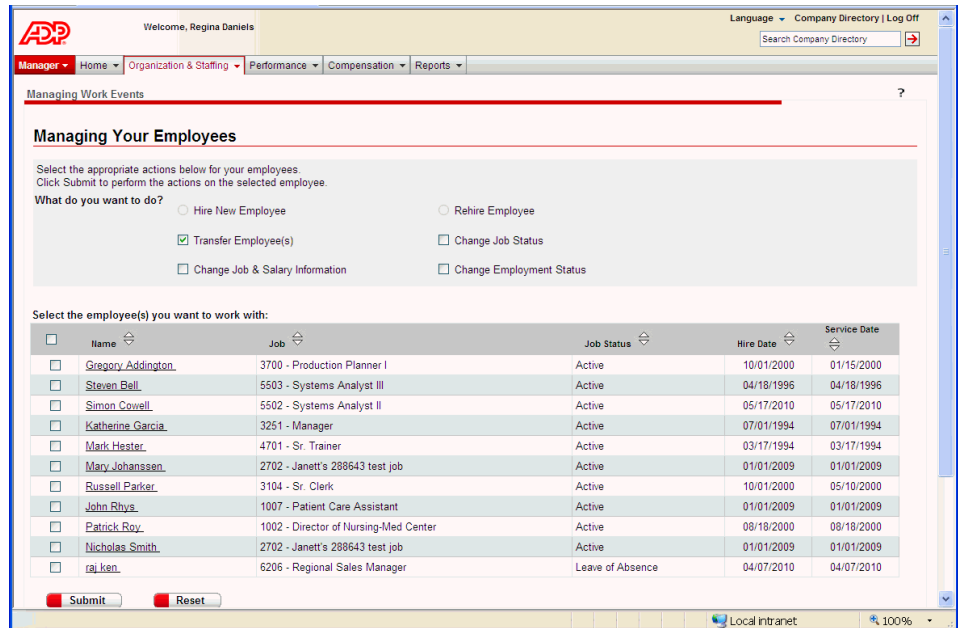 Language Company Directory | Log Off
ADP Welcome, Regina Daniels
Search Company Directory
Manager Home Organization & Staffing Performance Compensation Reports
Managing Work Events ?
Managing Your Employees
Select the appropriate actions below for your employees.
Click Submit to perform the actions on the selected employee.
What do you want to do?
Hire New Employee Rehire Employee
Transfer Employee(s) Change Job Status
Change Job & Salary Information Change Employment Status
Select the employee(s) you want to work with:
Name Job Job Status Hire Date Service Date
Gregory Addington 3700 - Production Planner I Active 10/01/2000 01/15/2000
Steven Bell 5503 - Systems Analyst III Active 04/18/1996 04/18/1996
Simon Cowell 5502 - Systems Analyst II Active 05/17/2010 05/17/2010
Katherine Garcia 3251 - Manager Active 07/01/1994 07/01/1994
Mark Hester 4701 - Sr. Trainer Active 03/17/1994 03/17/1994
Mary Johanssen 2702 - Janett's 288643 test job Active 01/01/2009 01/01/2009
Russell Parker 3104 - Sr. Clerk Active 10/01/2000 05/10/2000
John Rhys 1007 - Patient Care Assistant Active 01/01/2009 01/01/2009
Patrick Roy 1002 - Director of Nursing-Med Center Active 08/18/2000 08/18/2000
Nicholas Smith 2702 - Janett's 288643 test job Active 01/01/2009 01/01/2009
raj ken 6206 - Regional Sales Manager Leave of Absence 04/07/2010 04/07/2010
Submit Reset
Local intranet 100%